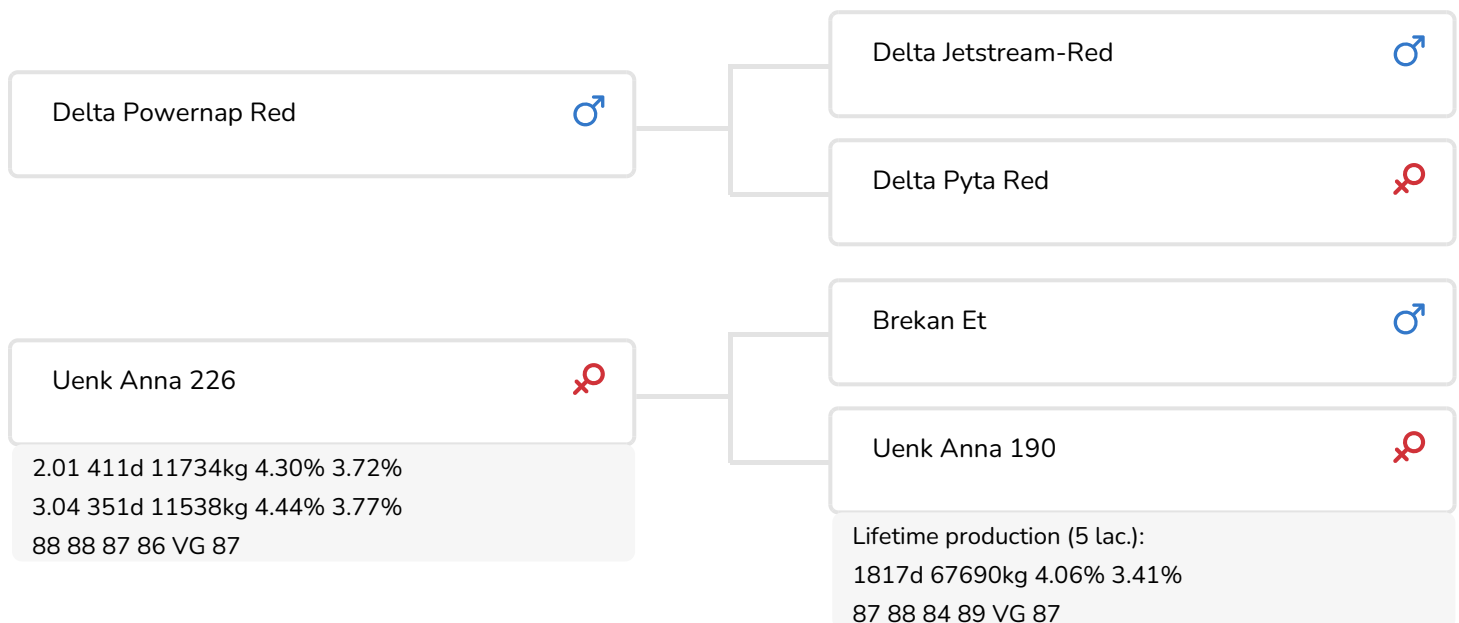 Delta Powernap Red
Delta Jetstream-Red
Delta Pyta Red
Uenk Anna 226
2.01 411d 11734kg 4.30% 3.72%
3.04 351d 11538kg 4.44% 3.77%
88 88 87 86 VG 87
Brekan Et
Uenk Anna 190
Lifetime production (5 lac.):
1817d 67690kg 4.06% 3.41%
87 88 84 89 VG 87